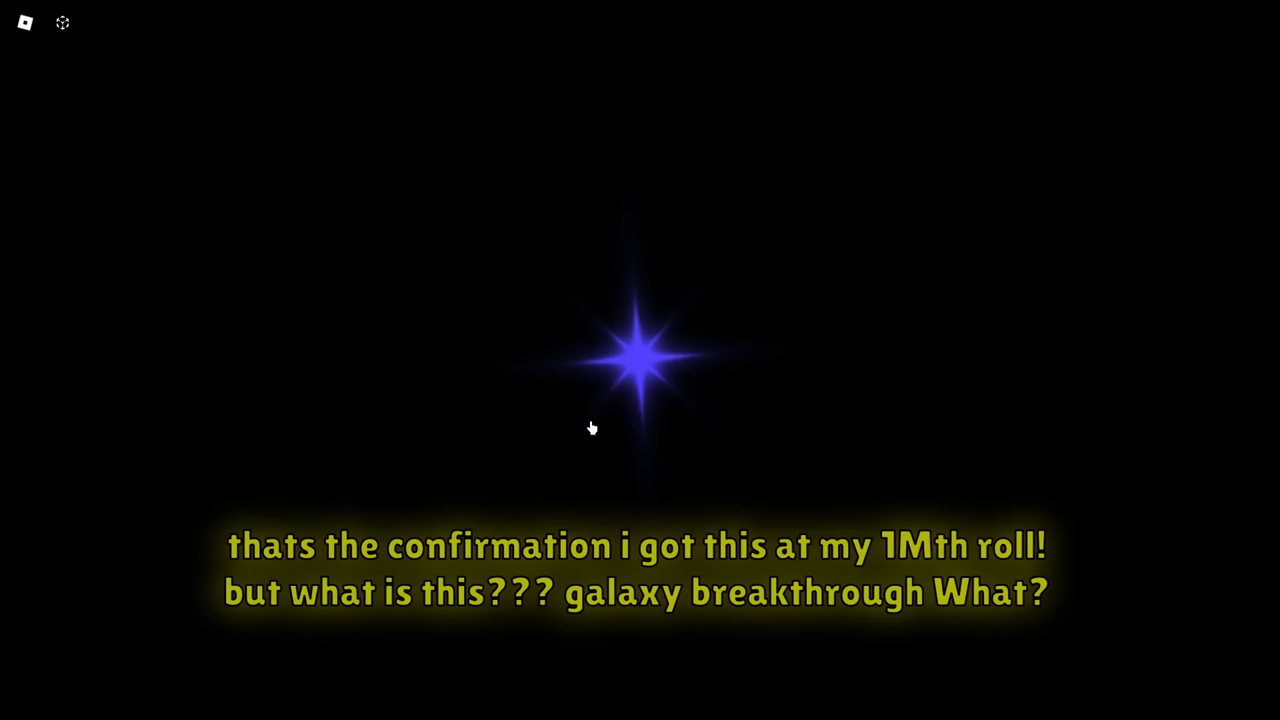 thats the confirmation i got this at my 1Mth roll!
but what is this??? galaxy breakthrough What?